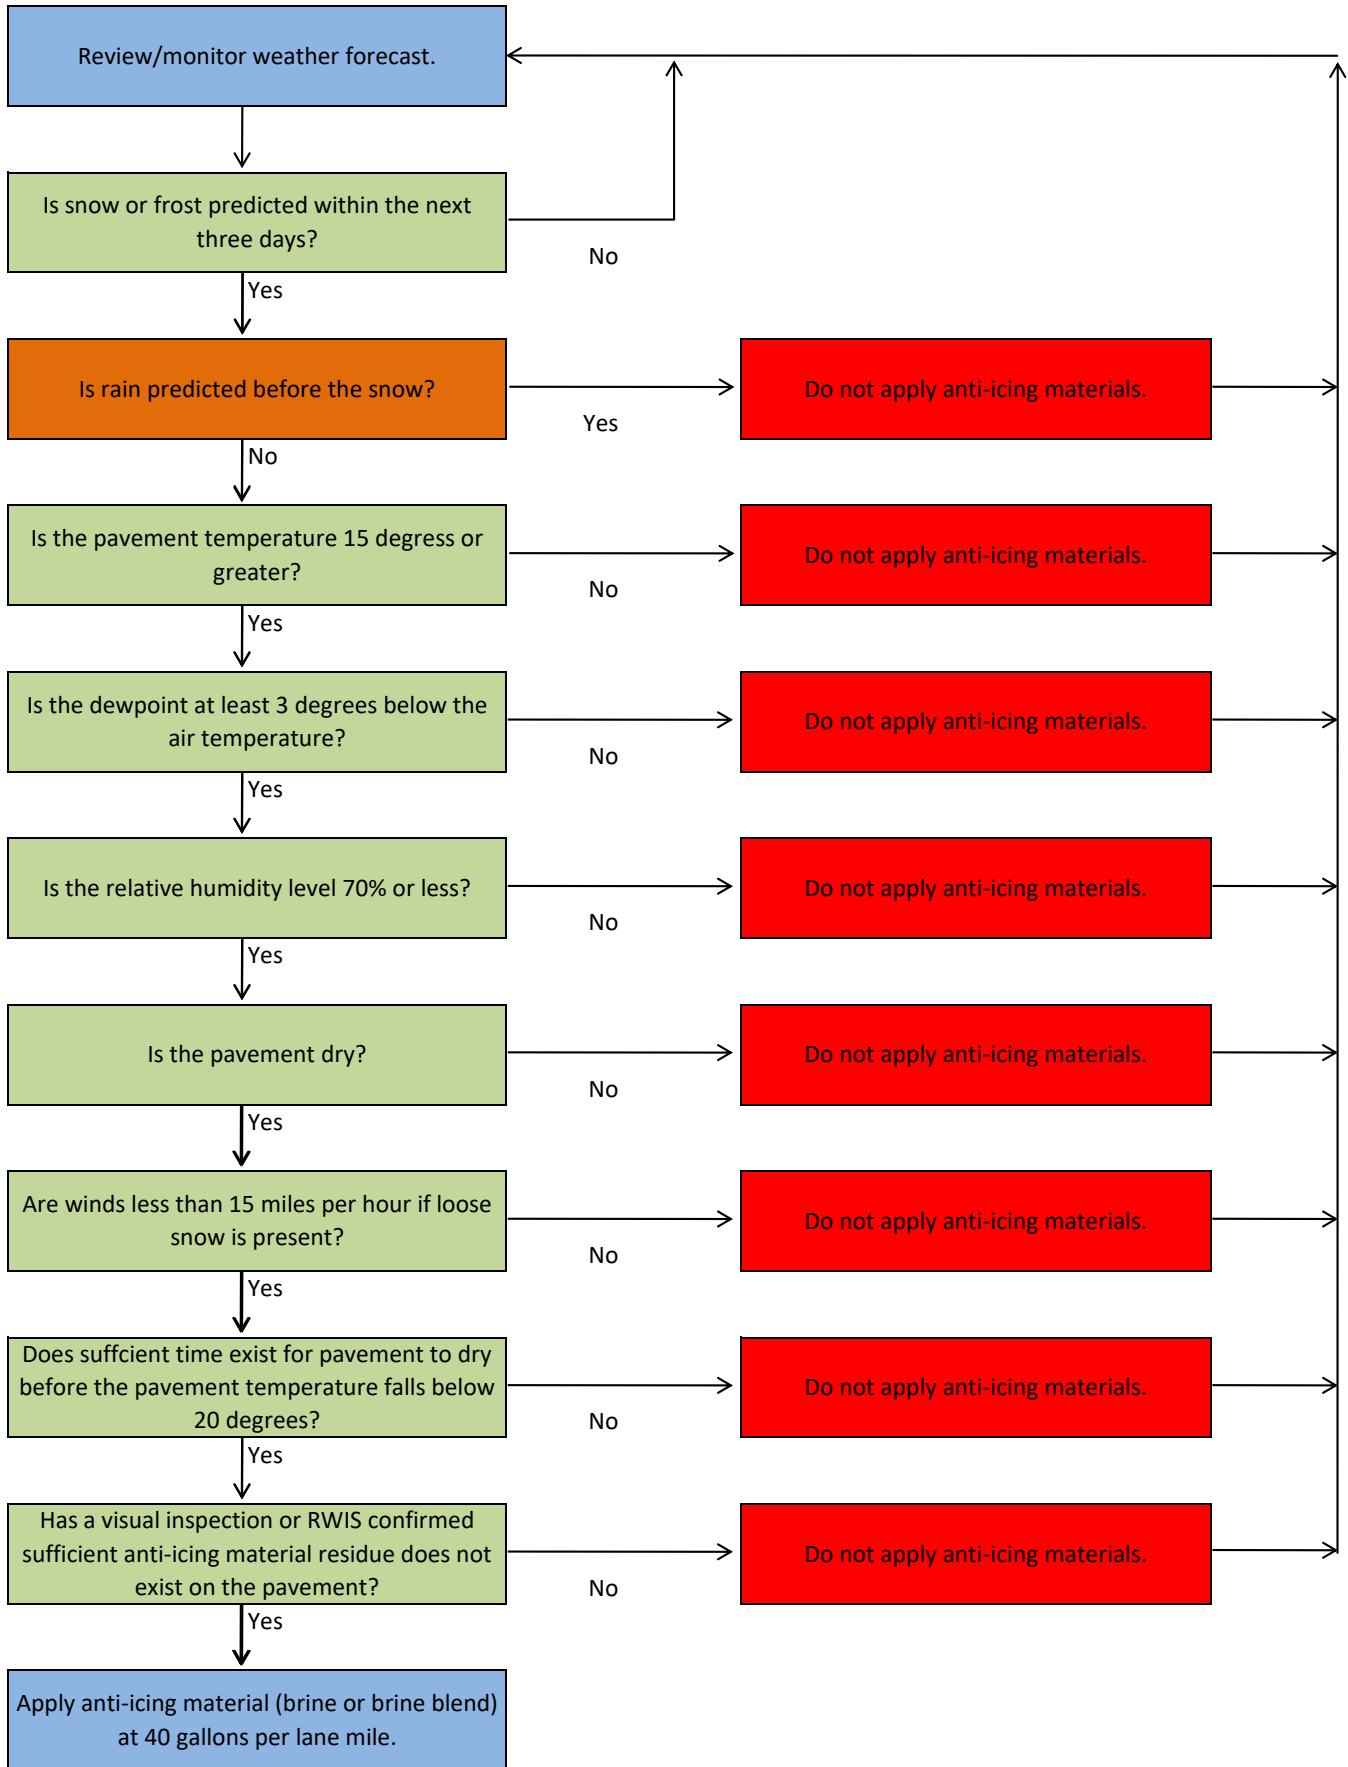 Review/monitor weather forecast.
Is snow or frost predicted within the next
three days?
No
Yes
Is rain predicted before the snow?
Do not apply anti-icing materials.
Yes
No
Is the pavement temperature 15 degress or
greater?
Do not apply anti-icing materials.
No
Yes
Is the dewpoint at least 3 degrees below the
air temperature?
Do not apply anti-icing materials.
No
Yes
Is the relative humidity level 70% or less?
Do not apply anti-icing materials.
No
Yes
Is the pavement dry?
Do not apply anti-icing materials.
No
Yes
Are winds less than 15 miles per hour if loose
snow is present?
Do not apply anti-icing materials.
No
Yes
Does suffcient time exist for pavement to dry
before the pavement temperature falls below
20 degrees?
Do not apply anti-icing materials.
No
Yes
Has a visual inspection or RWIS confirmed
sufficient anti-icing material residue does not
exist on the pavement?
Do not apply anti-icing materials.
No
Yes
Apply anti-icing material (brine or brine blend)
at 40 gallons per lane mile.